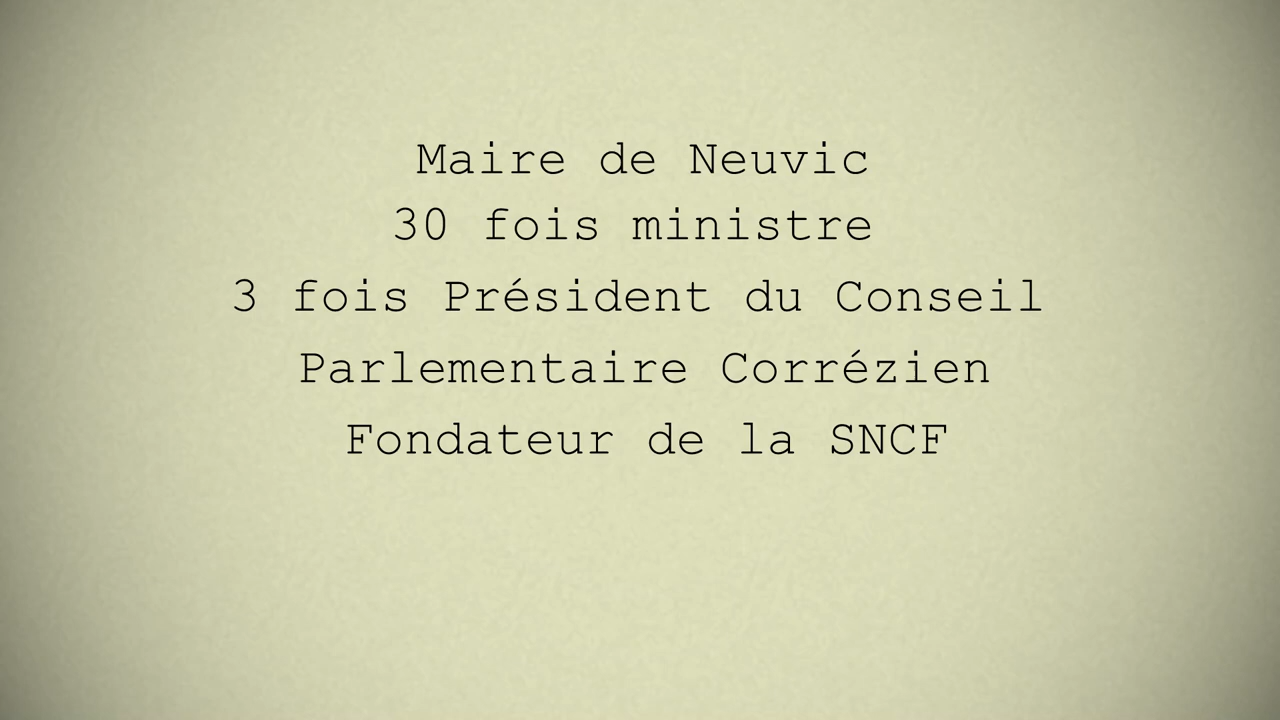 Maire de Neuvic
30 fois ministre
3 fois Président du Conseil
Parlementaire Corrézien
Fondateur de la SNCF